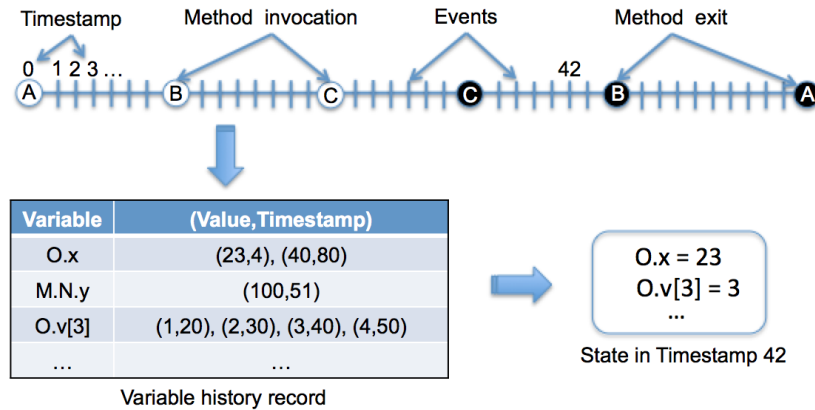 Timestamp Method invocation Events Method exit
0 1 2 3 ... 42
A B C C B A
Variable (Value,Timestamp)
O.x (23,4), (40,80)
M.N.y (100,51)
O.v[3] (1,20), (2,30), (3,40), (4,50)
... ...
Variable history record
O.x = 23
O.v[3] = 3
...
State in Timestamp 42